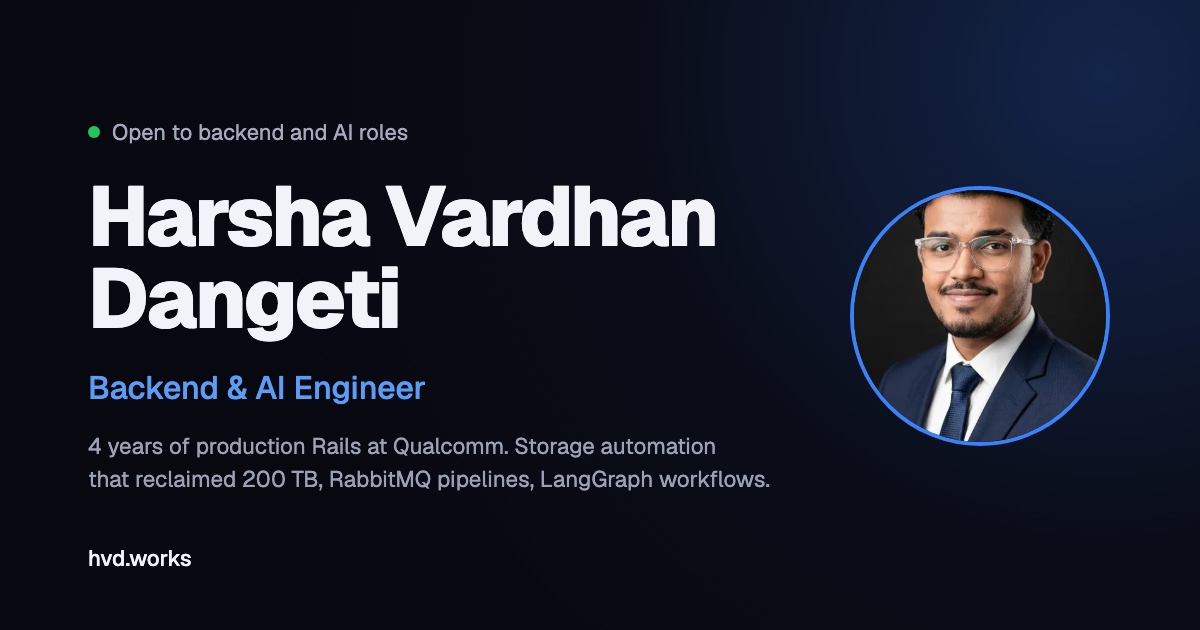 Open to backend and AI roles
Harsha Vardhan
Dangeti
Backend & AI Engineer
4 years of production Rails at Qualcomm. Storage automation
that reclaimed 200 TB, RabbitMQ pipelines, LangGraph workflows.
hvd.works